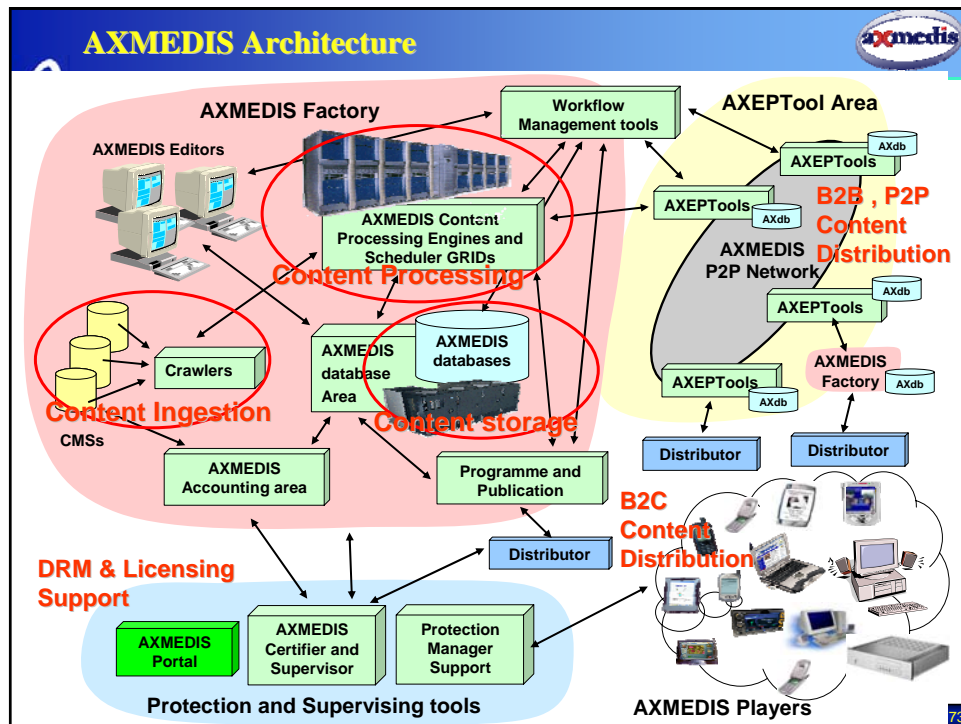 AXMEDIS Architecture
axmedis
AXMEDIS Factory
Workflow
Management tools
AXEPTool Area
AXMEDIS Editors
AXEPTools
AXdb
AXEPTools
AXdb
B2B , P2P
Content
Distribution
AXMEDIS
P2P Network
AXMEDIS Content
Processing Engines and
Scheduler GRIDs
Content Processing
AXEPTools
AXdb
AXMEDIS
database
Area
AXMEDIS
databases
Content storage
Crawlers
Content Ingestion
CMSs
AXMEDIS
Factory
AXdb
AXEPTools
AXdb
Distributor
Distributor
AXMEDIS
Accounting area
Programme and
Publication
Distributor
B2C
Content
Distribution
DRM & Licensing
Support
AXMEDIS
Portal
AXMEDIS
Certifier and
Supervisor
Protection
Manager
Support
Protection and Supervising tools
AXMEDIS Players
73